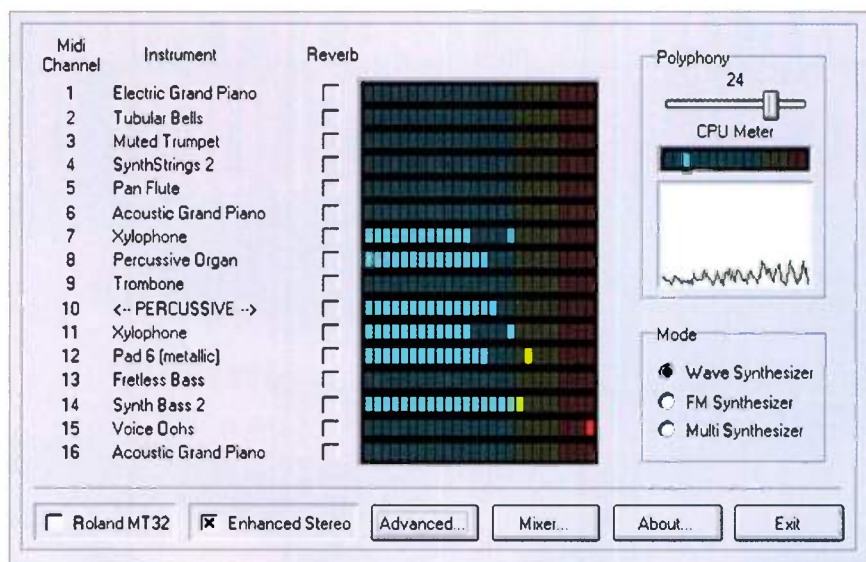 Midi Channel Instrument Reverb
1 Electric Grand Piano
2 Tubular Bells
3 Muted Trumpet
4 SynthStrings 2
5 Pan Flute
6 Acoustic Grand Piano
7 Xylophone
8 Percussive Organ
9 Trombone
10 <-- PERCUSSIVE -->
11 Xylophone
12 Pad 6 (metallic)
13 Fretless Bass
14 Synth Bass 2
15 Voice Oohs
16 Acoustic Grand Piano
Polyphony
24
CPU Meter
Mode
Wave Synthesizer
FM Synthesizer
Multi Synthesizer
Roland MT32 Enhanced Stereo Advanced... Mixer... About... Exit